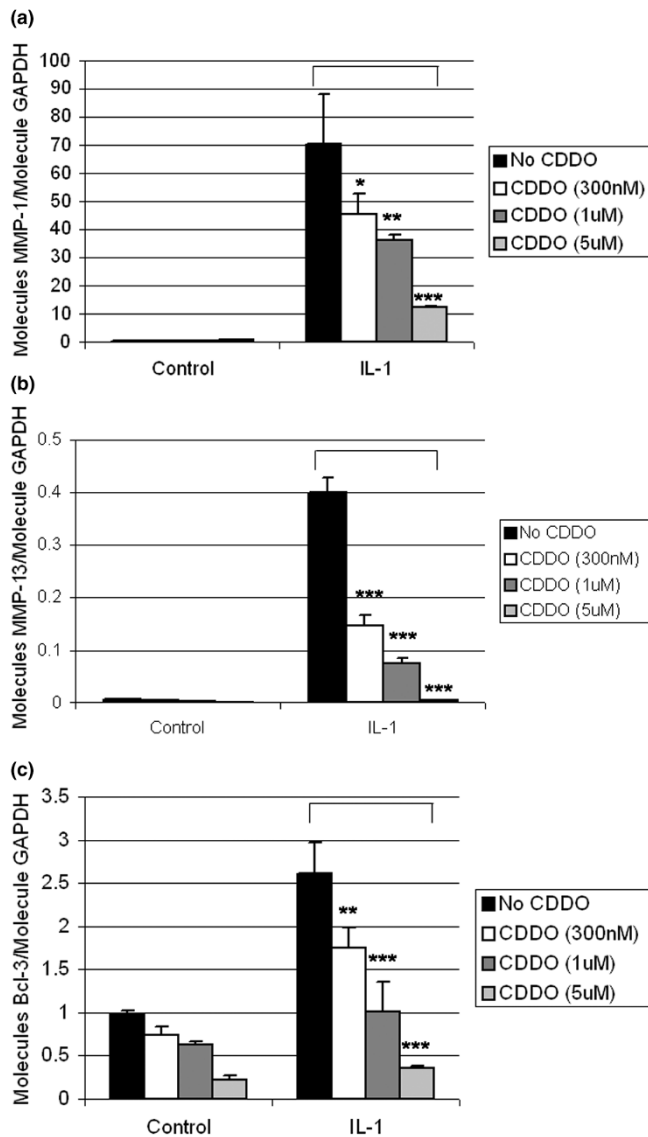 (a)
Molecules MMP-1/Molecule GAPDH
100
90
80
70
60
50
40
30
20
10
0
*
**
***
Control
IL-1
No CDDO
CDDO (300nM)
CDDO (1uM)
CDDO (5uM)
(b)
Molecules MMP-13/Molecule GAPDH
0.5
0.4
0.3
0.2
0.1
0
***
***
***
Control
IL-1
No CDDO
CDDO (300nM)
CDDO (1uM)
CDDO (5uM)
(c)
Molecules Bcl-3/Molecule GAPDH
3.5
3
2.5
2
1.5
1
0.5
0
**
***
***
Control
IL-1
No CDDO
CDDO (300nM)
CDDO (1uM)
CDDO (5uM)